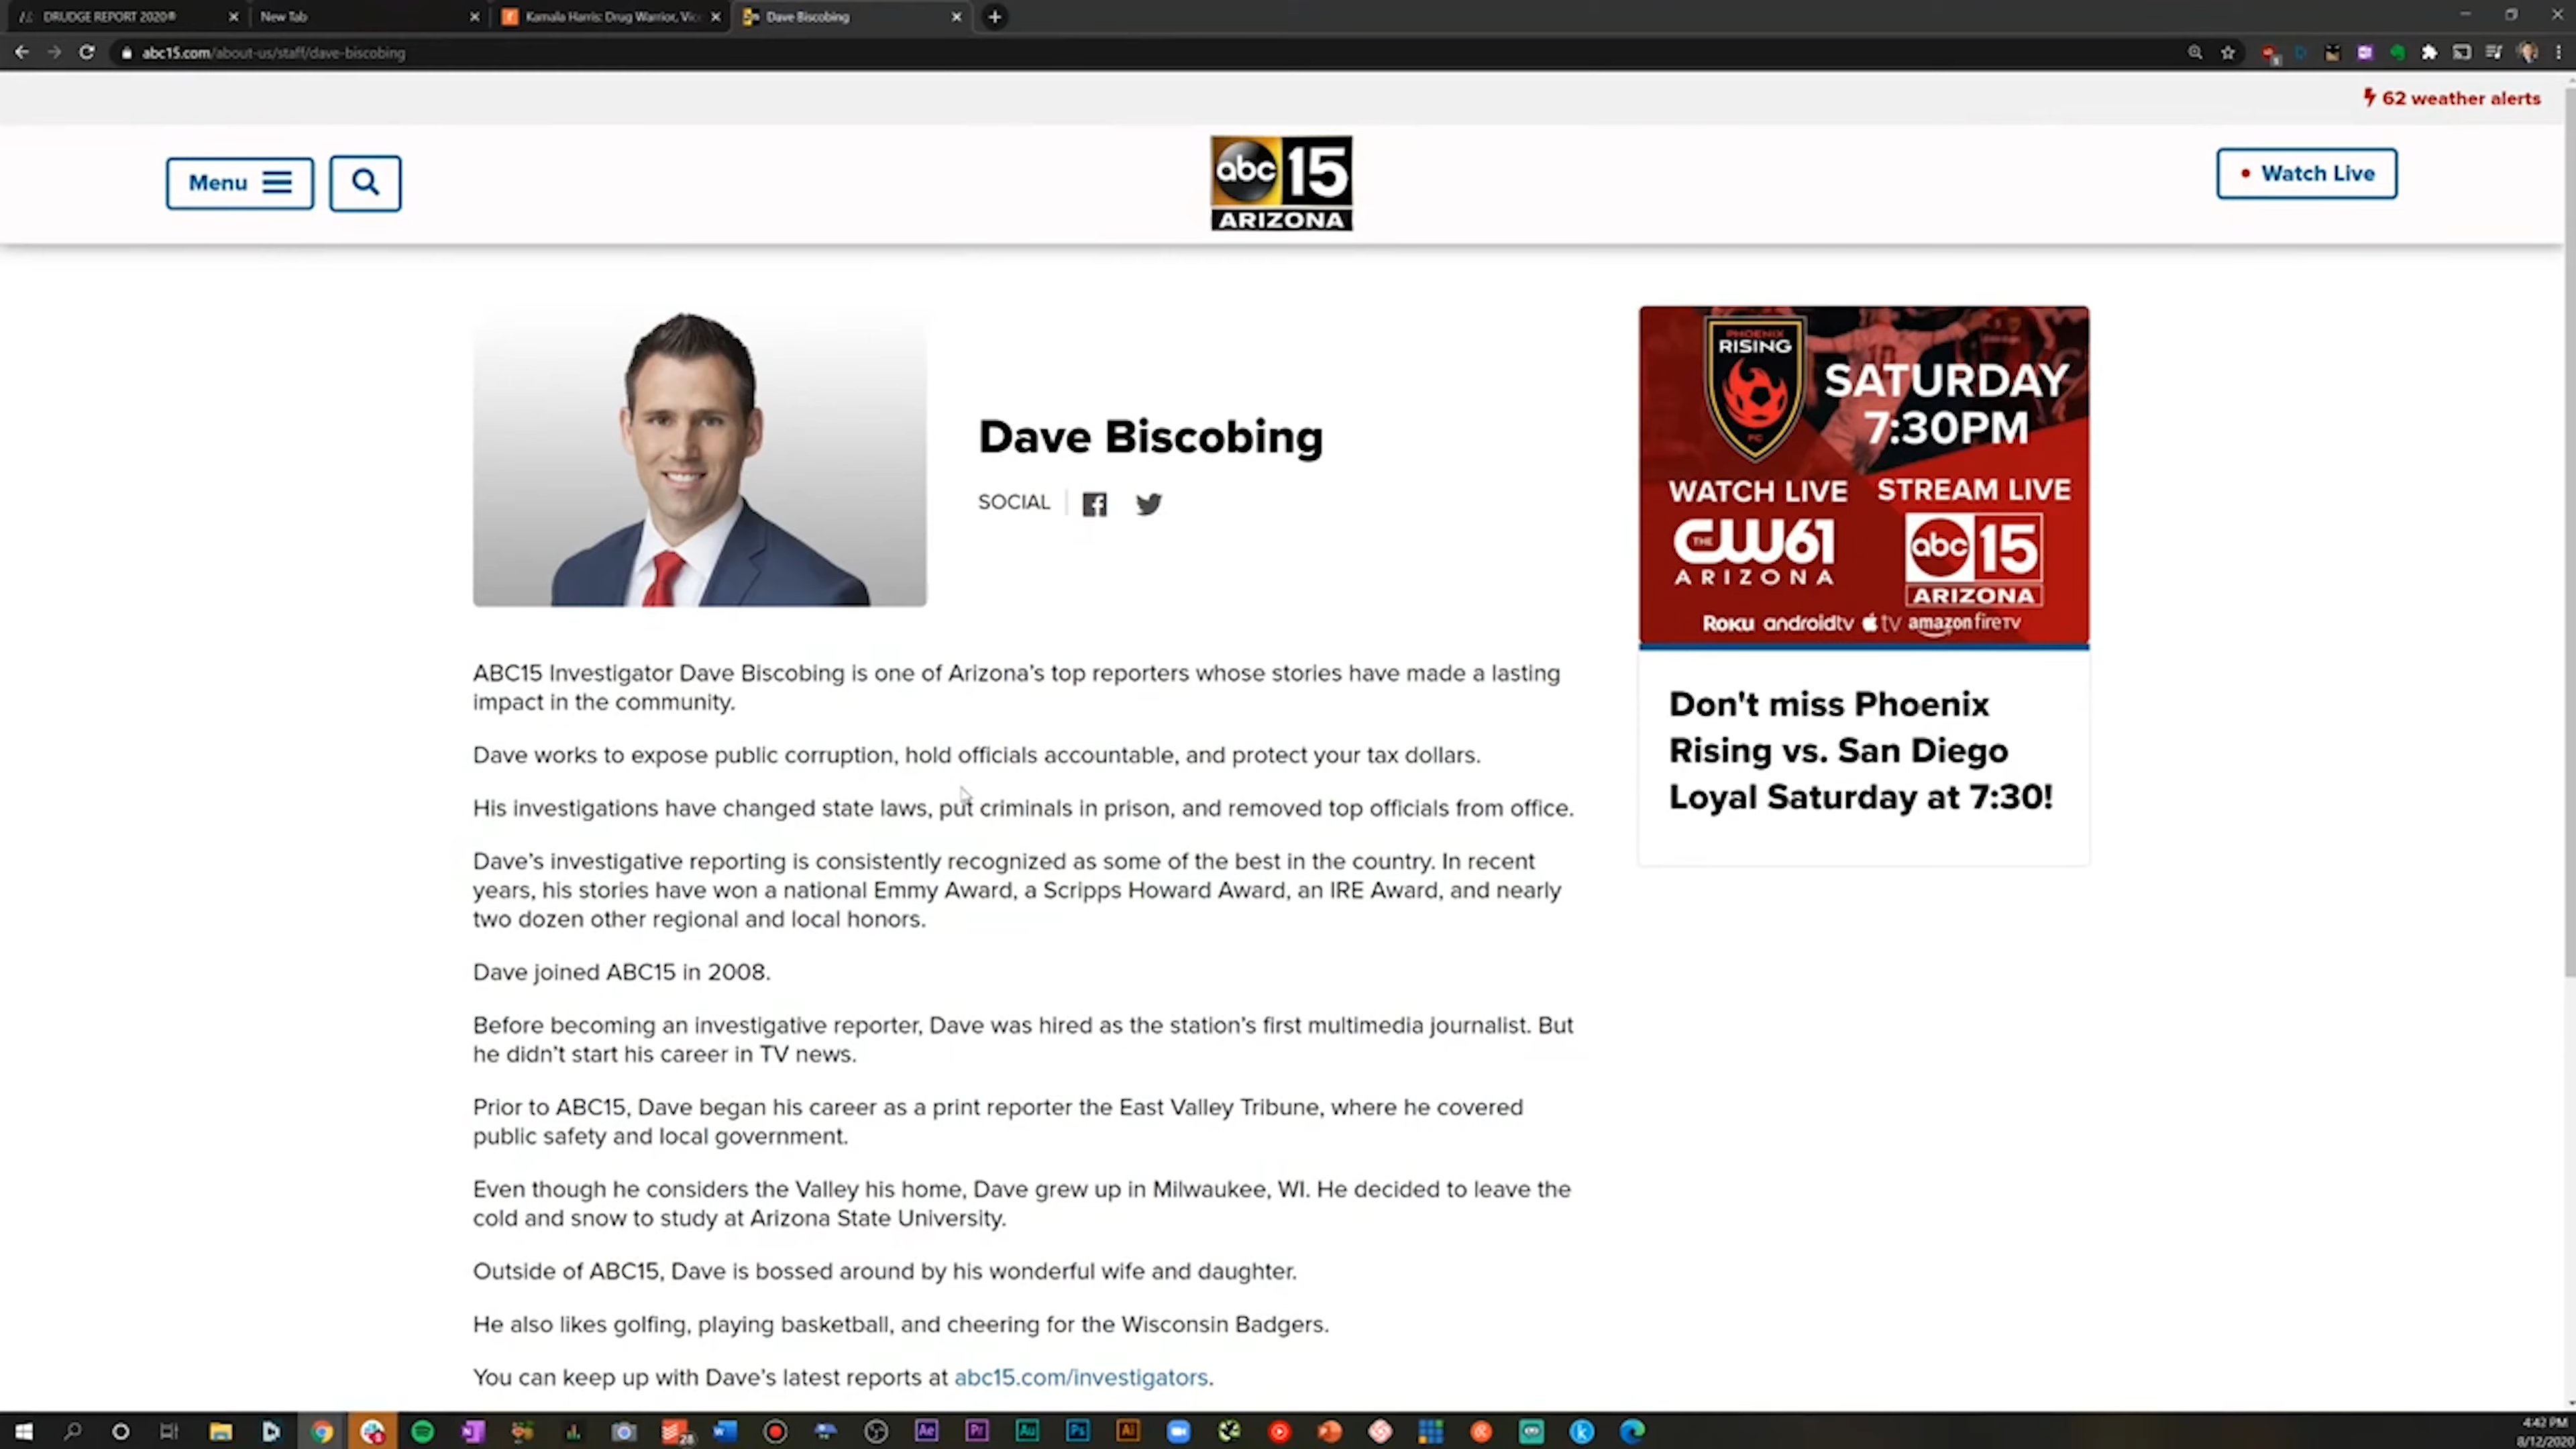 DRUDGE REPORT 2020®
New Tab
Kamala Harris: Drug Warrior, Vic
Dave Biscobing
abc15.com/about-us/staff/dave-biscobing
62 weather alerts
Menu
abc 15
ARIZONA
Watch Live
Dave Biscobing
SOCIAL
PHOENIX
RISING
FC
SATURDAY
7:30PM
WATCH LIVE STREAM LIVE
THE CW61
ARIZONA
abc 15
ARIZONA
ROKU androidtv tv amazon fireTV
Don't miss Phoenix
Rising vs. San Diego
Loyal Saturday at 7:30!
ABC15 Investigator Dave Biscobing is one of Arizona's top reporters whose stories have made a lasting
impact in the community.
Dave works to expose public corruption, hold officials accountable, and protect your tax dollars.
His investigations have changed state laws, put criminals in prison, and removed top officials from office.
Dave's investigative reporting is consistently recognized as some of the best in the country. In recent
years, his stories have won a national Emmy Award, a Scripps Howard Award, an IRE Award, and nearly
two dozen other regional and local honors.
Dave joined ABC15 in 2008.
Before becoming an investigative reporter, Dave was hired as the station's first multimedia journalist. But
he didn't start his career in TV news.
Prior to ABC15, Dave began his career as a print reporter the East Valley Tribune, where he covered
public safety and local government.
Even though he considers the Valley his home, Dave grew up in Milwaukee, WI. He decided to leave the
cold and snow to study at Arizona State University.
Outside of ABC15, Dave is bossed around by his wonderful wife and daughter.
He also likes golfing, playing basketball, and cheering for the Wisconsin Badgers.
You can keep up with Dave's latest reports at abc15.com/investigators.
28
Ae
Pr
Au
Ps
Ai
4:42 PM
8/12/2020